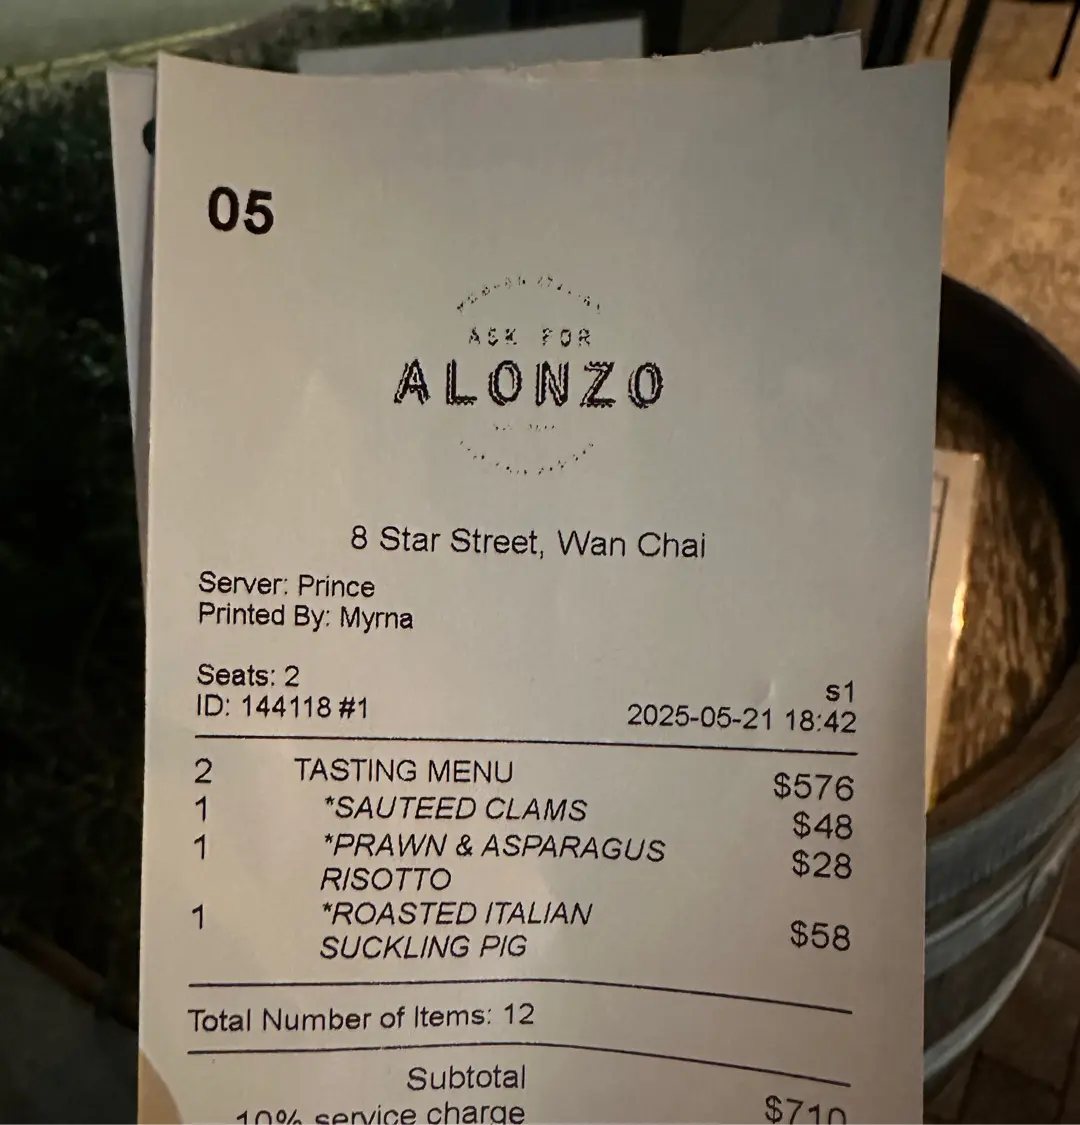 05
ASK FOR
ALONZO
8 Star Street, Wan Chai
Server: Prince
Printed By: Myrna
Seats: 2
s1
ID: 144118 #1 2025-05-21 18:42
2 TASTING MENU $576
1 *SAUTEED CLAMS $48
1 *PRAWN & ASPARAGUS $28
RISOTTO
1 *ROASTED ITALIAN $58
SUCKLING PIG
Total Number of Items: 12
Subtotal $710
10% service charge